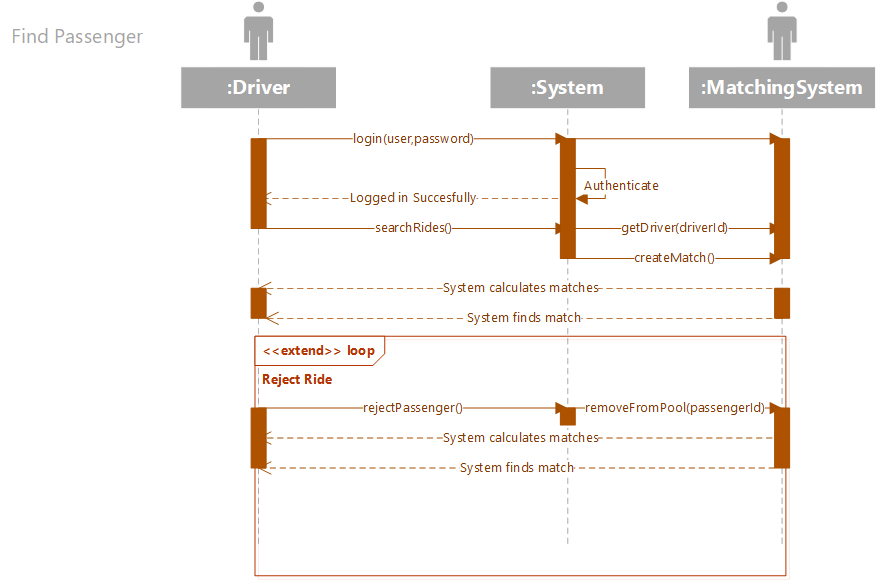 Find Passenger
:Driver
:System
:MatchingSystem
login(user,password)
Authenticate
Logged in Succesfully
searchRides()
getDriver(driverId)
createMatch()
System calculates matches
System finds match
<<extend>> loop
Reject Ride
rejectPassenger()
removeFromPool(passengerId)
System calculates matches
System finds match